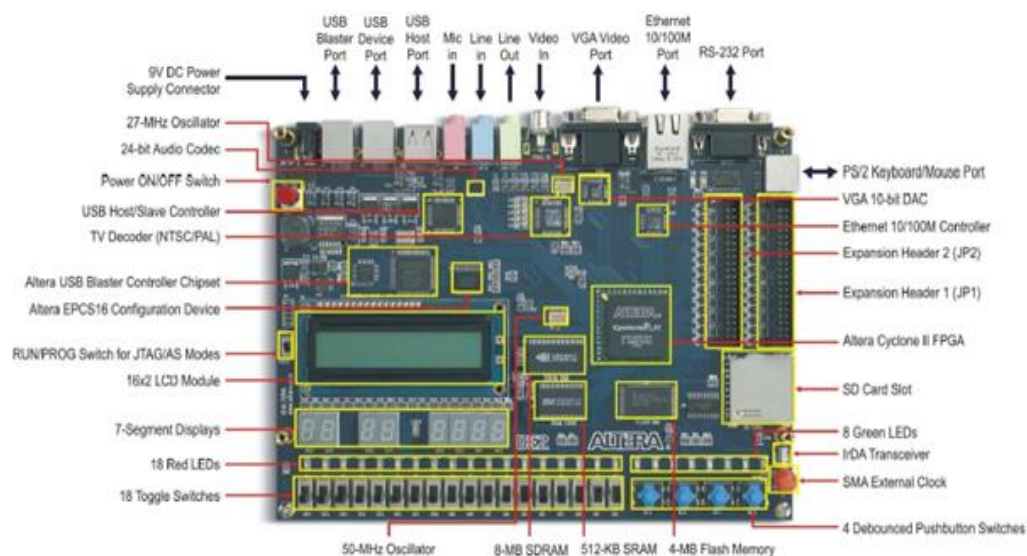 USB
Blaster
Port
USB
Device
Port
USB
Host
Port
Mic
in
Line
in
Line
Out
Video
In
VGA Video
Port
Ethernet
10/100M
Port
RS-232 Port
9V DC Power
Supply Connector
27-MHz Oscillator
24-bit Audio Codec
Power ON/OFF Switch
USB Host/Slave Controller
TV Decoder (NTSC/PAL)
Altera USB Blaster Controller Chipset
Altera EPCS16 Configuration Device
RUN/PROG Switch for JTAG/AS Modes
16x2 LCD Module
7-Segment Displays
18 Red LEDs
18 Toggle Switches
PS/2 Keyboard/Mouse Port
VGA 10-bit DAC
Ethernet 10/100M Controller
Expansion Header 2 (JP2)
Expansion Header 1 (JP1)
Altera Cyclone II FPGA
SD Card Slot
8 Green LEDs
IrDA Transceiver
SMA External Clock
4 Debounced Pushbutton Switches
50-MHz Oscillator
8-MB SDRAM
512-KB SRAM
4-MB Flash Memory
ALTERA
Cyclone II
DE2
ALTERA